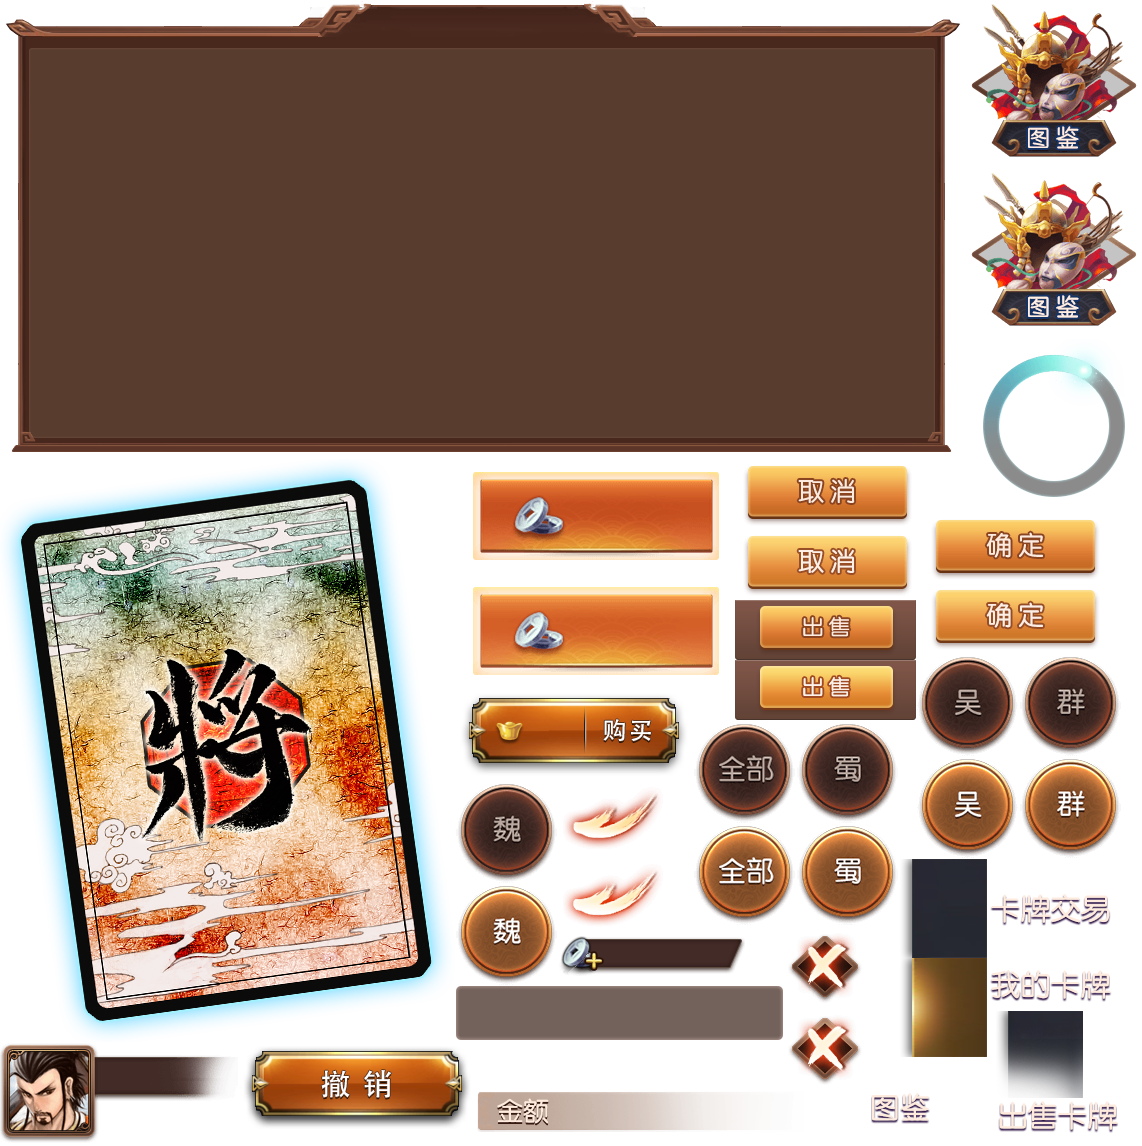 图鉴
图鉴
取消
确定
取消
确定
出售
出售
將
购买
吴
群
全部
蜀
吴
群
魏
全部
蜀
魏
卡牌交易
我的卡牌
撤销
金额
图鉴
出售卡牌